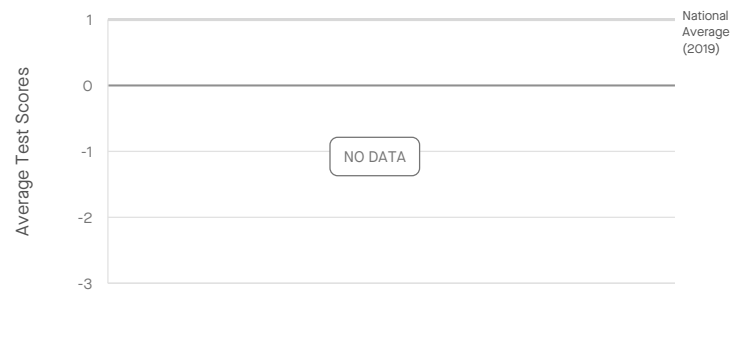 1
National
Average
(2019)
0
Average Test Scores
-1
NO DATA
-2
-3